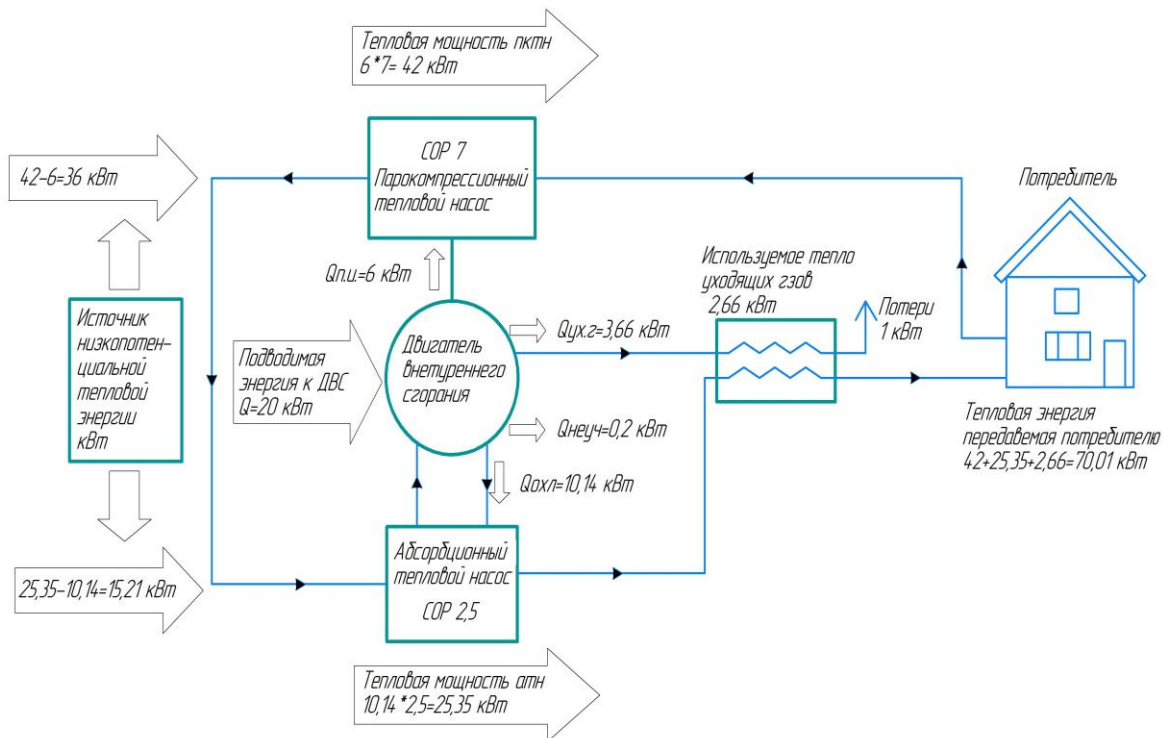 Тепловая мощность пктн
6*7= 42 кВт
42-6=36 кВт
COP 7
Парокомпрессионный
тепловой насос
Потребитель
Qп.и.=6 кВт
Используемое тепло
уходящих гзов
2,66 кВт
Источник
низкопотен-
циальной
тепловой
энергии
кВт
Подводимая
энергия к ДВС
Q=20 кВт
Двигатель
внетуреннего
сгорания
Qух.г=3,66 кВт
Потери
1 кВт
Qнеуч=0,2 кВт
Qохл=10,14 кВт
Тепловая энергия
передавемая потребителю
42+25,35+2,66=70,01 кВт
25,35-10,14=15,21 кВт
Абсорбционный
тепловой насос
COP 2,5
Тепловая мощность атн
10,14 *2,5=25,35 кВт